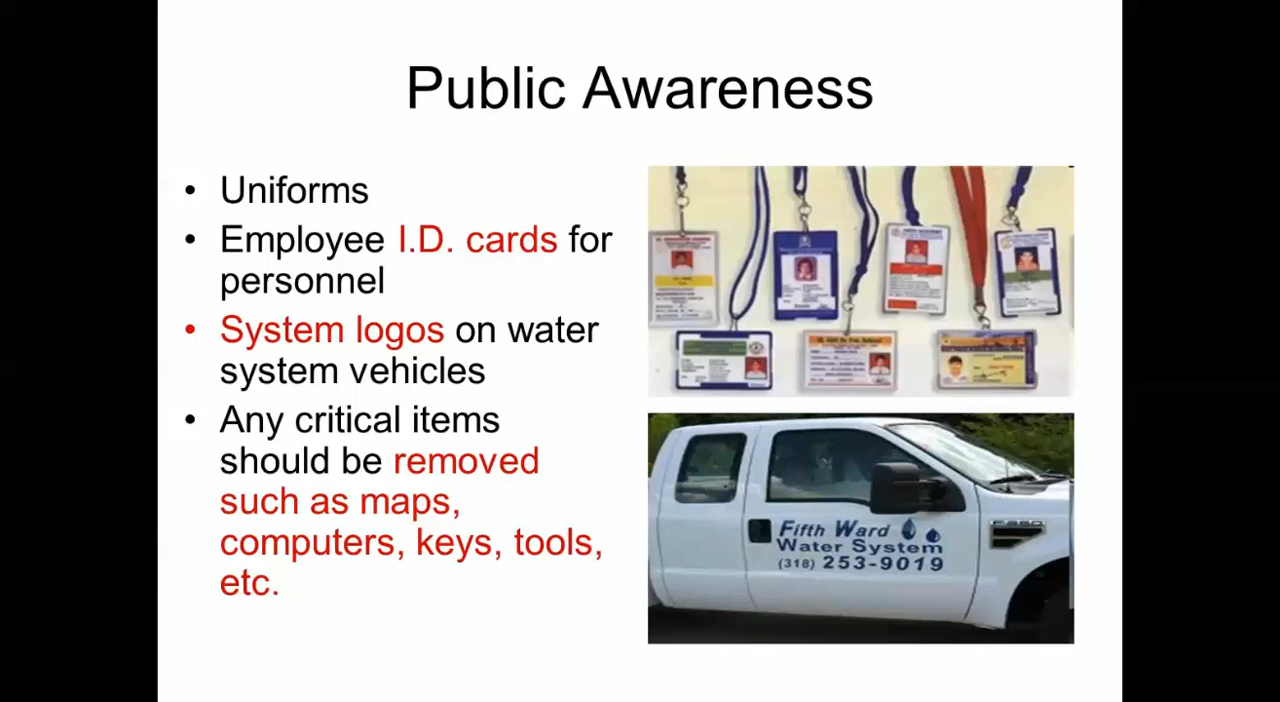 Public Awareness
• Uniforms
• Employee I.D. cards for
personnel
• System logos on water
system vehicles
• Any critical items
should be removed
such as maps,
computers, keys, tools,
etc.
Fifth Ward
Water System
(318) 253-9019
F-350